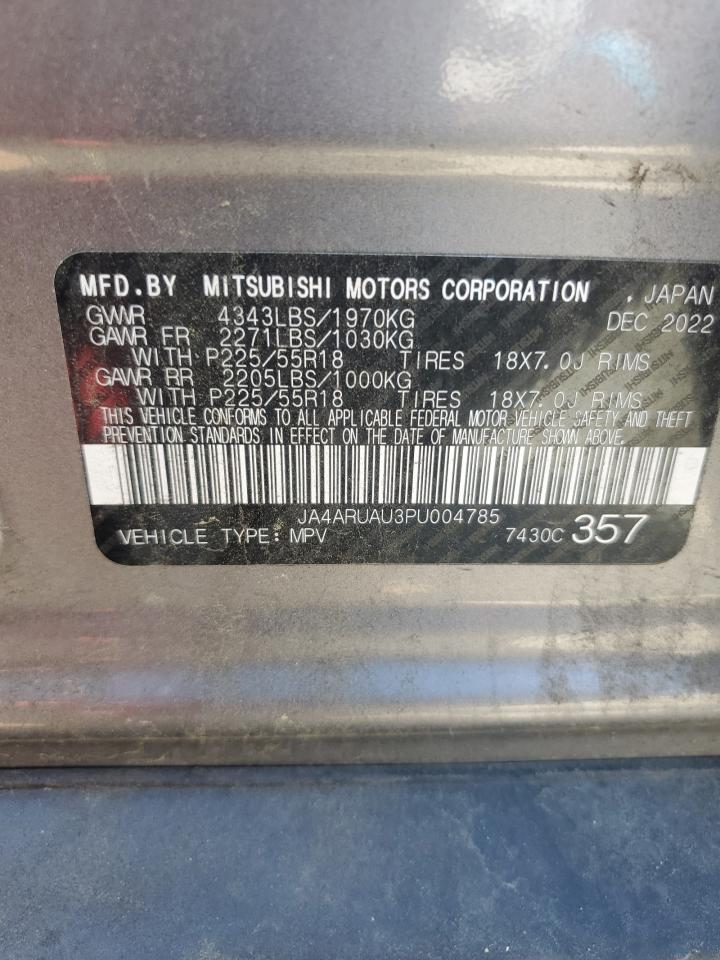 MFD.BY MITSUBISHI MOTORS CORPORATION , JAPAN
GVWR 4343LBS/1970KG DEC 2022
GAWR FR 2271LBS/1030KG
WITH P225/55R18 TIRES 18X7.0J RIMS
GAWR RR 2205LBS/1000KG
WITH P225/55R18 TIRES 18X7.0J RIMS
THIS VEHICLE CONFORMS TO ALL APPLICABLE FEDERAL MOTOR VEHICLE SAFETY AND THEFT
PREVENTION STANDARDS IN EFFECT ON THE DATE OF MANUFACTURE SHOWN ABOVE.
JA4ARUAU3PU004785
VEHICLE TYPE: MPV 7430C 357